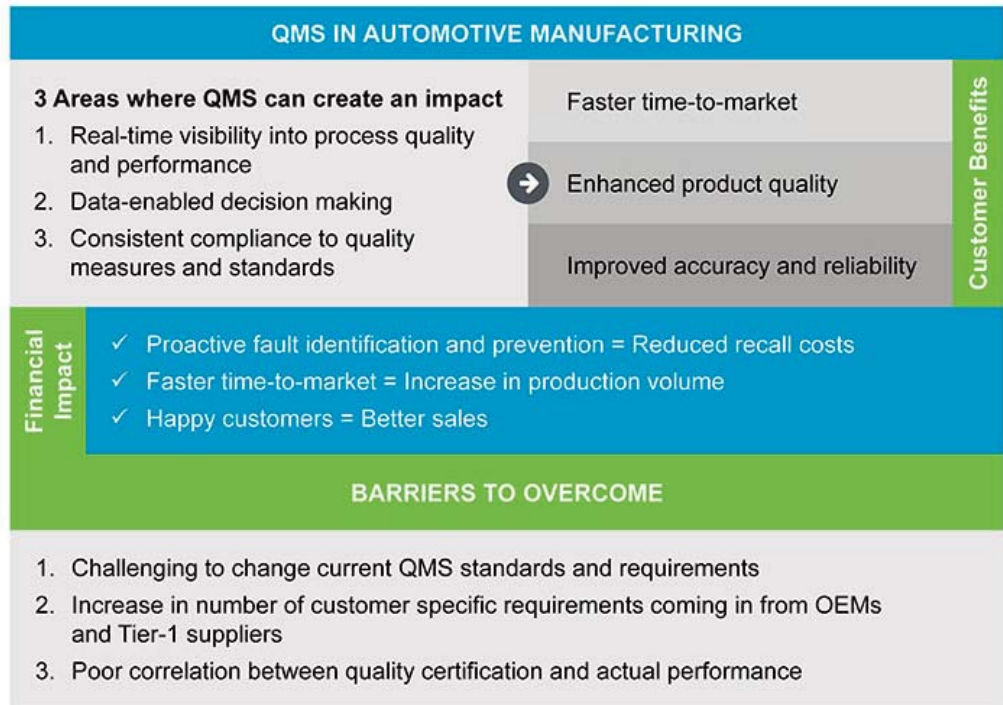 QMS IN AUTOMOTIVE MANUFACTURING
3 Areas where QMS can create an impact
1. Real-time visibility into process quality
and performance
2. Data-enabled decision making
3. Consistent compliance to quality
measures and standards
Faster time-to-market
Enhanced product quality
Improved accuracy and reliability
Customer Benefits
Financial
Impact
✓ Proactive fault identification and prevention = Reduced recall costs
✓ Faster time-to-market = Increase in production volume
✓ Happy customers = Better sales
BARRIERS TO OVERCOME
1. Challenging to change current QMS standards and requirements
2. Increase in number of customer specific requirements coming in from OEMs
and Tier-1 suppliers
3. Poor correlation between quality certification and actual performance